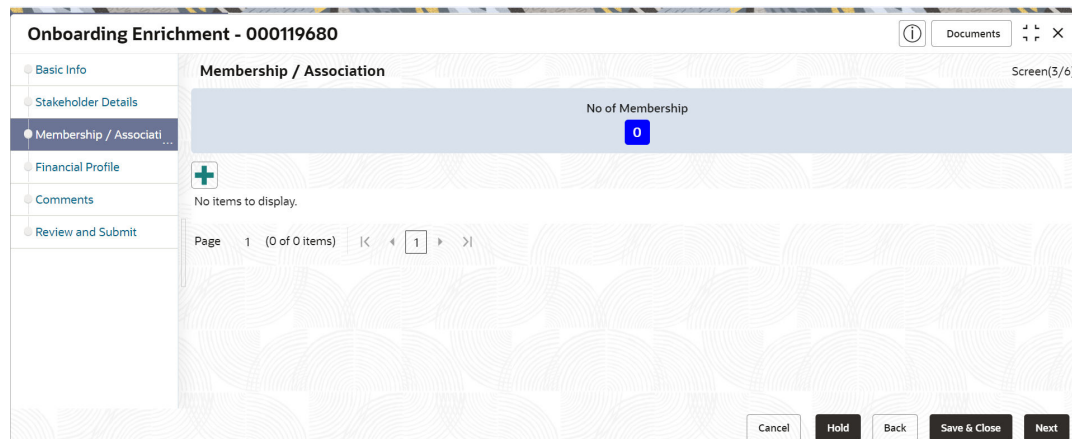 Onboarding Enrichment - 000119680
Documents
Basic Info
Stakeholder Details
Membership / Associati...
Financial Profile
Comments
Review and Submit
Membership / Association
Screen(3/6)
No of Membership
0
No items to display.
Page 1 (0 of 0 items) 1
Cancel Hold Back Save & Close Next